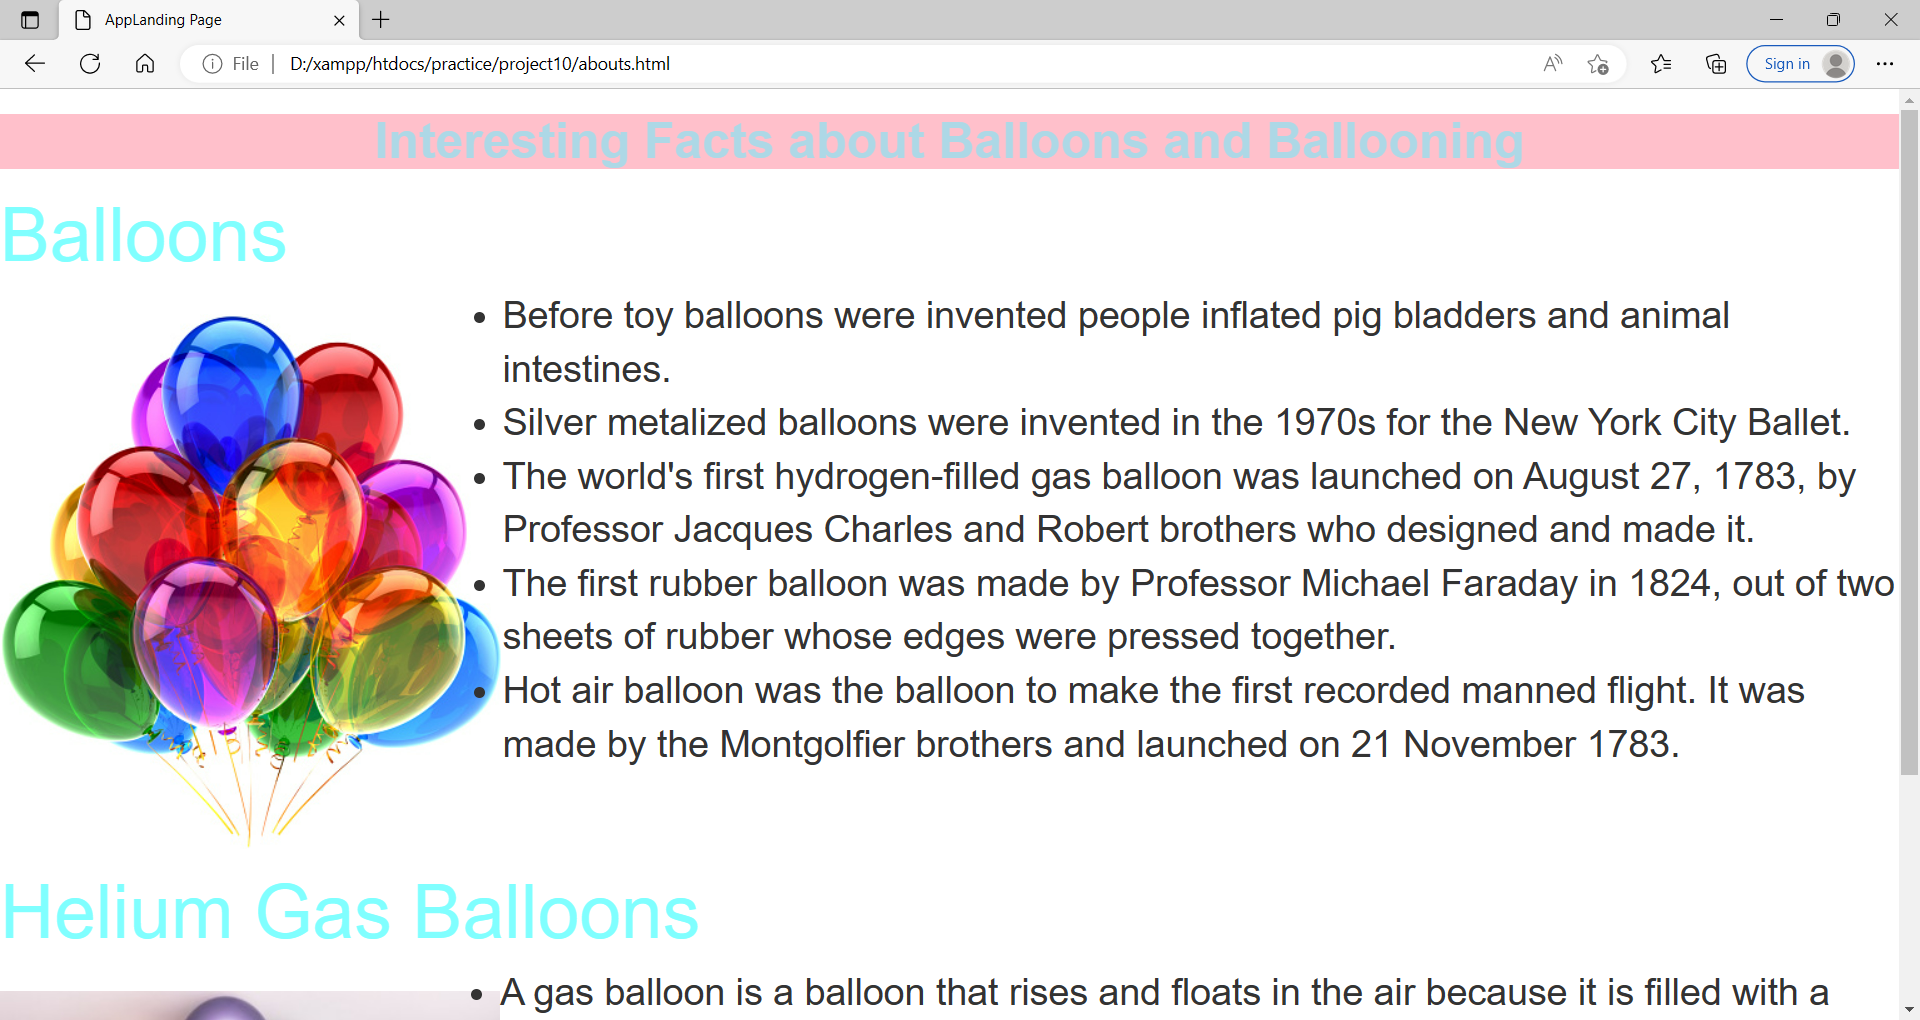 AppLanding Page
File
D:/xampp/htdocs/practice/project10/abouts.html
Sign in
Interesting Facts about Balloons and Ballooning
Balloons
• Before toy balloons were invented people inflated pig bladders and animal
intestines.
• Silver metalized balloons were invented in the 1970s for the New York City Ballet.
• The world's first hydrogen-filled gas balloon was launched on August 27, 1783, by
Professor Jacques Charles and Robert brothers who designed and made it.
• The first rubber balloon was made by Professor Michael Faraday in 1824, out of two
sheets of rubber whose edges were pressed together.
• Hot air balloon was the balloon to make the first recorded manned flight. It was
made by the Montgolfier brothers and launched on 21 November 1783.
Helium Gas Balloons
• A gas balloon is a balloon that rises and floats in the air because it is filled with a